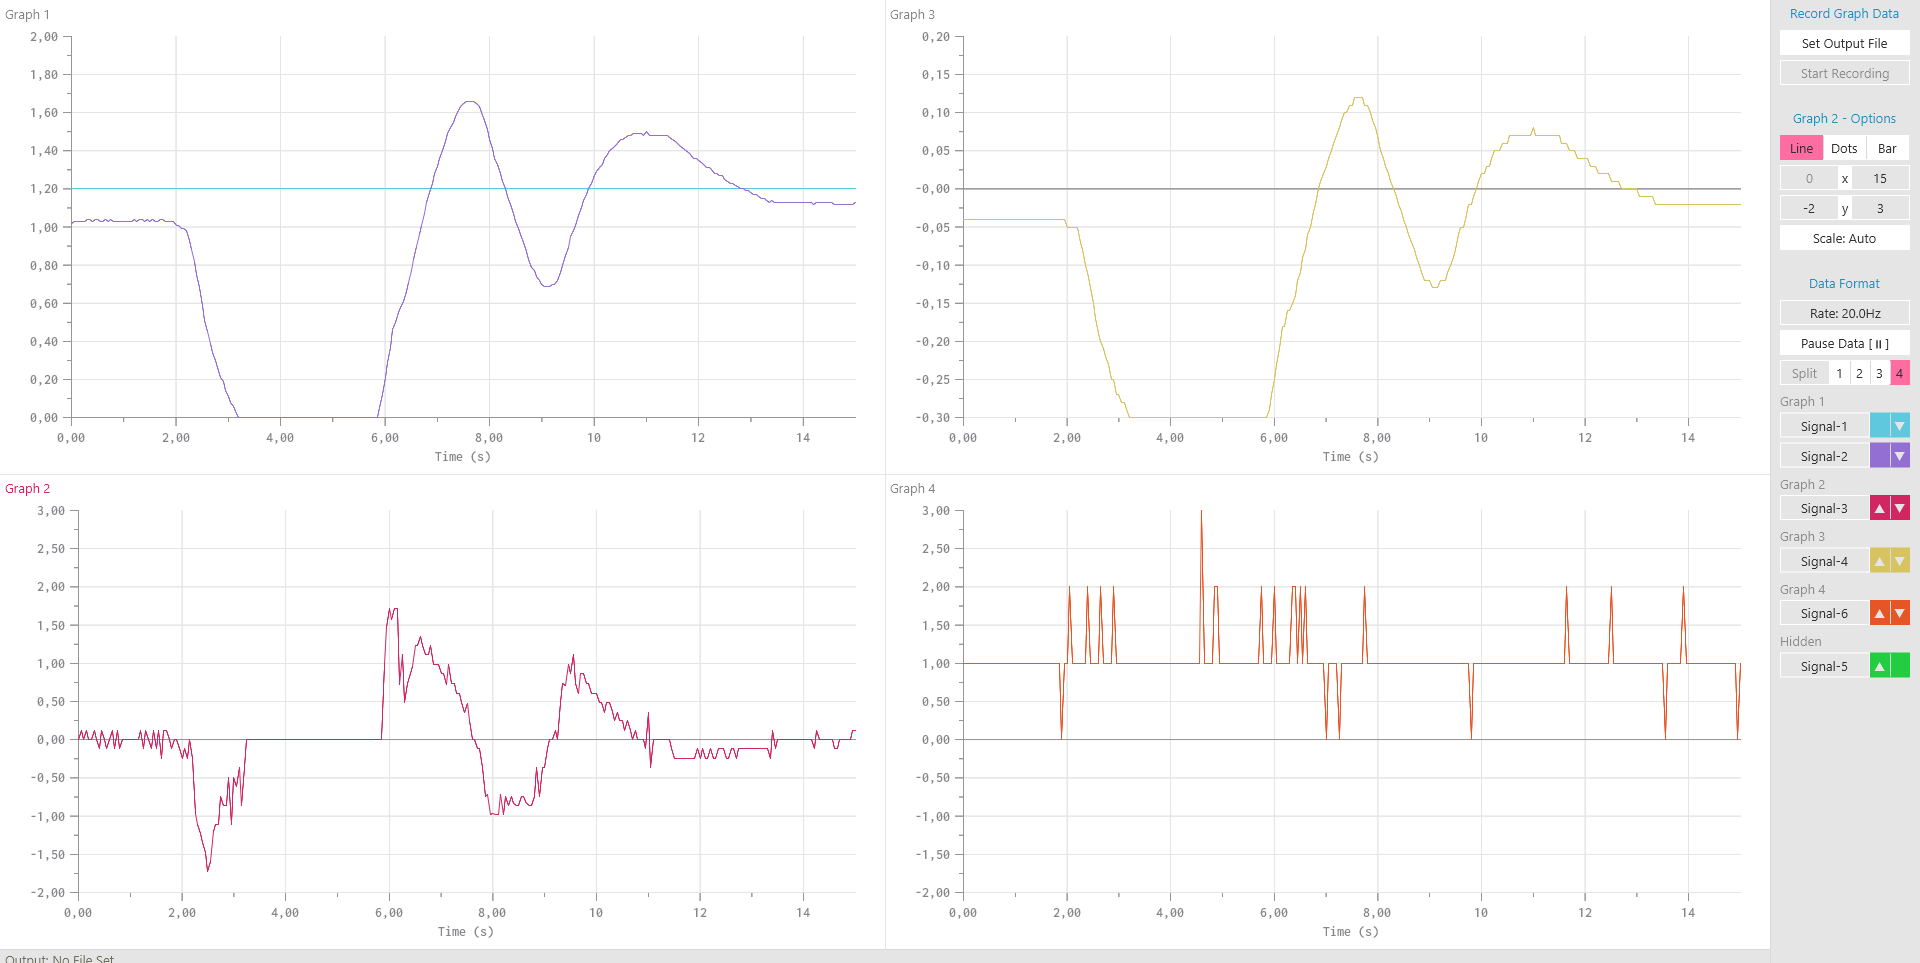 Graph 1
2,00
1,80
1,60
1,40
1,20
1,00
0,80
0,60
0,40
0,20
0,00
0,00 2,00 4,00 6,00 8,00 10 12 14
Time (s)
Graph 3
0,20
0,15
0,10
0,05
-0,00
-0,05
-0,10
-0,15
-0,20
-0,25
-0,30
0,00 2,00 4,00 6,00 8,00 10 12 14
Time (s)
Graph 2
3,00
2,50
2,00
1,50
1,00
0,50
0,00
-0,50
-1,00
-1,50
-2,00
0,00 2,00 4,00 6,00 8,00 10 12 14
Time (s)
Graph 4
3,00
2,50
2,00
1,50
1,00
0,50
0,00
-0,50
-1,00
-1,50
-2,00
0,00 2,00 4,00 6,00 8,00 10 12 14
Time (s)
Record Graph Data
Set Output File
Start Recording
Graph 2 - Options
Line Dots Bar
0 x 15
-2 y 3
Scale: Auto
Data Format
Rate: 20.0Hz
Pause Data [⏸]
Split 1 2 3 4
Graph 1
Signal-1 ▼
Signal-2 ▼
Graph 2
Signal-3 ▲ ▼
Graph 3
Signal-4 ▲ ▼
Graph 4
Signal-6 ▲ ▼
Hidden
Signal-5 ▲
Output: No File Set